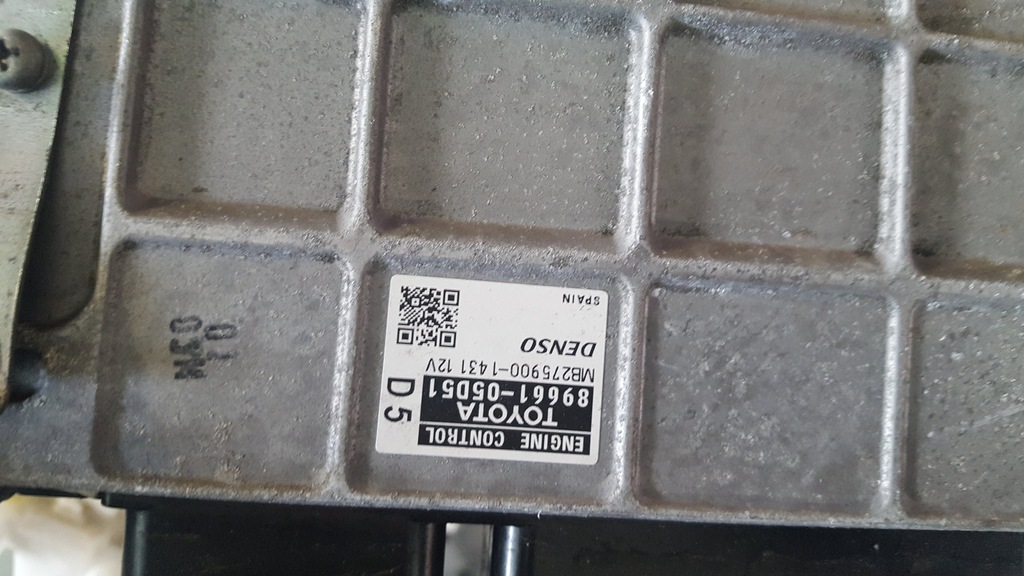 ENGINE CONTROL
TOYOTA
89661-05D51
D5
MB275900-1431 12V
DENSO
SPAIN